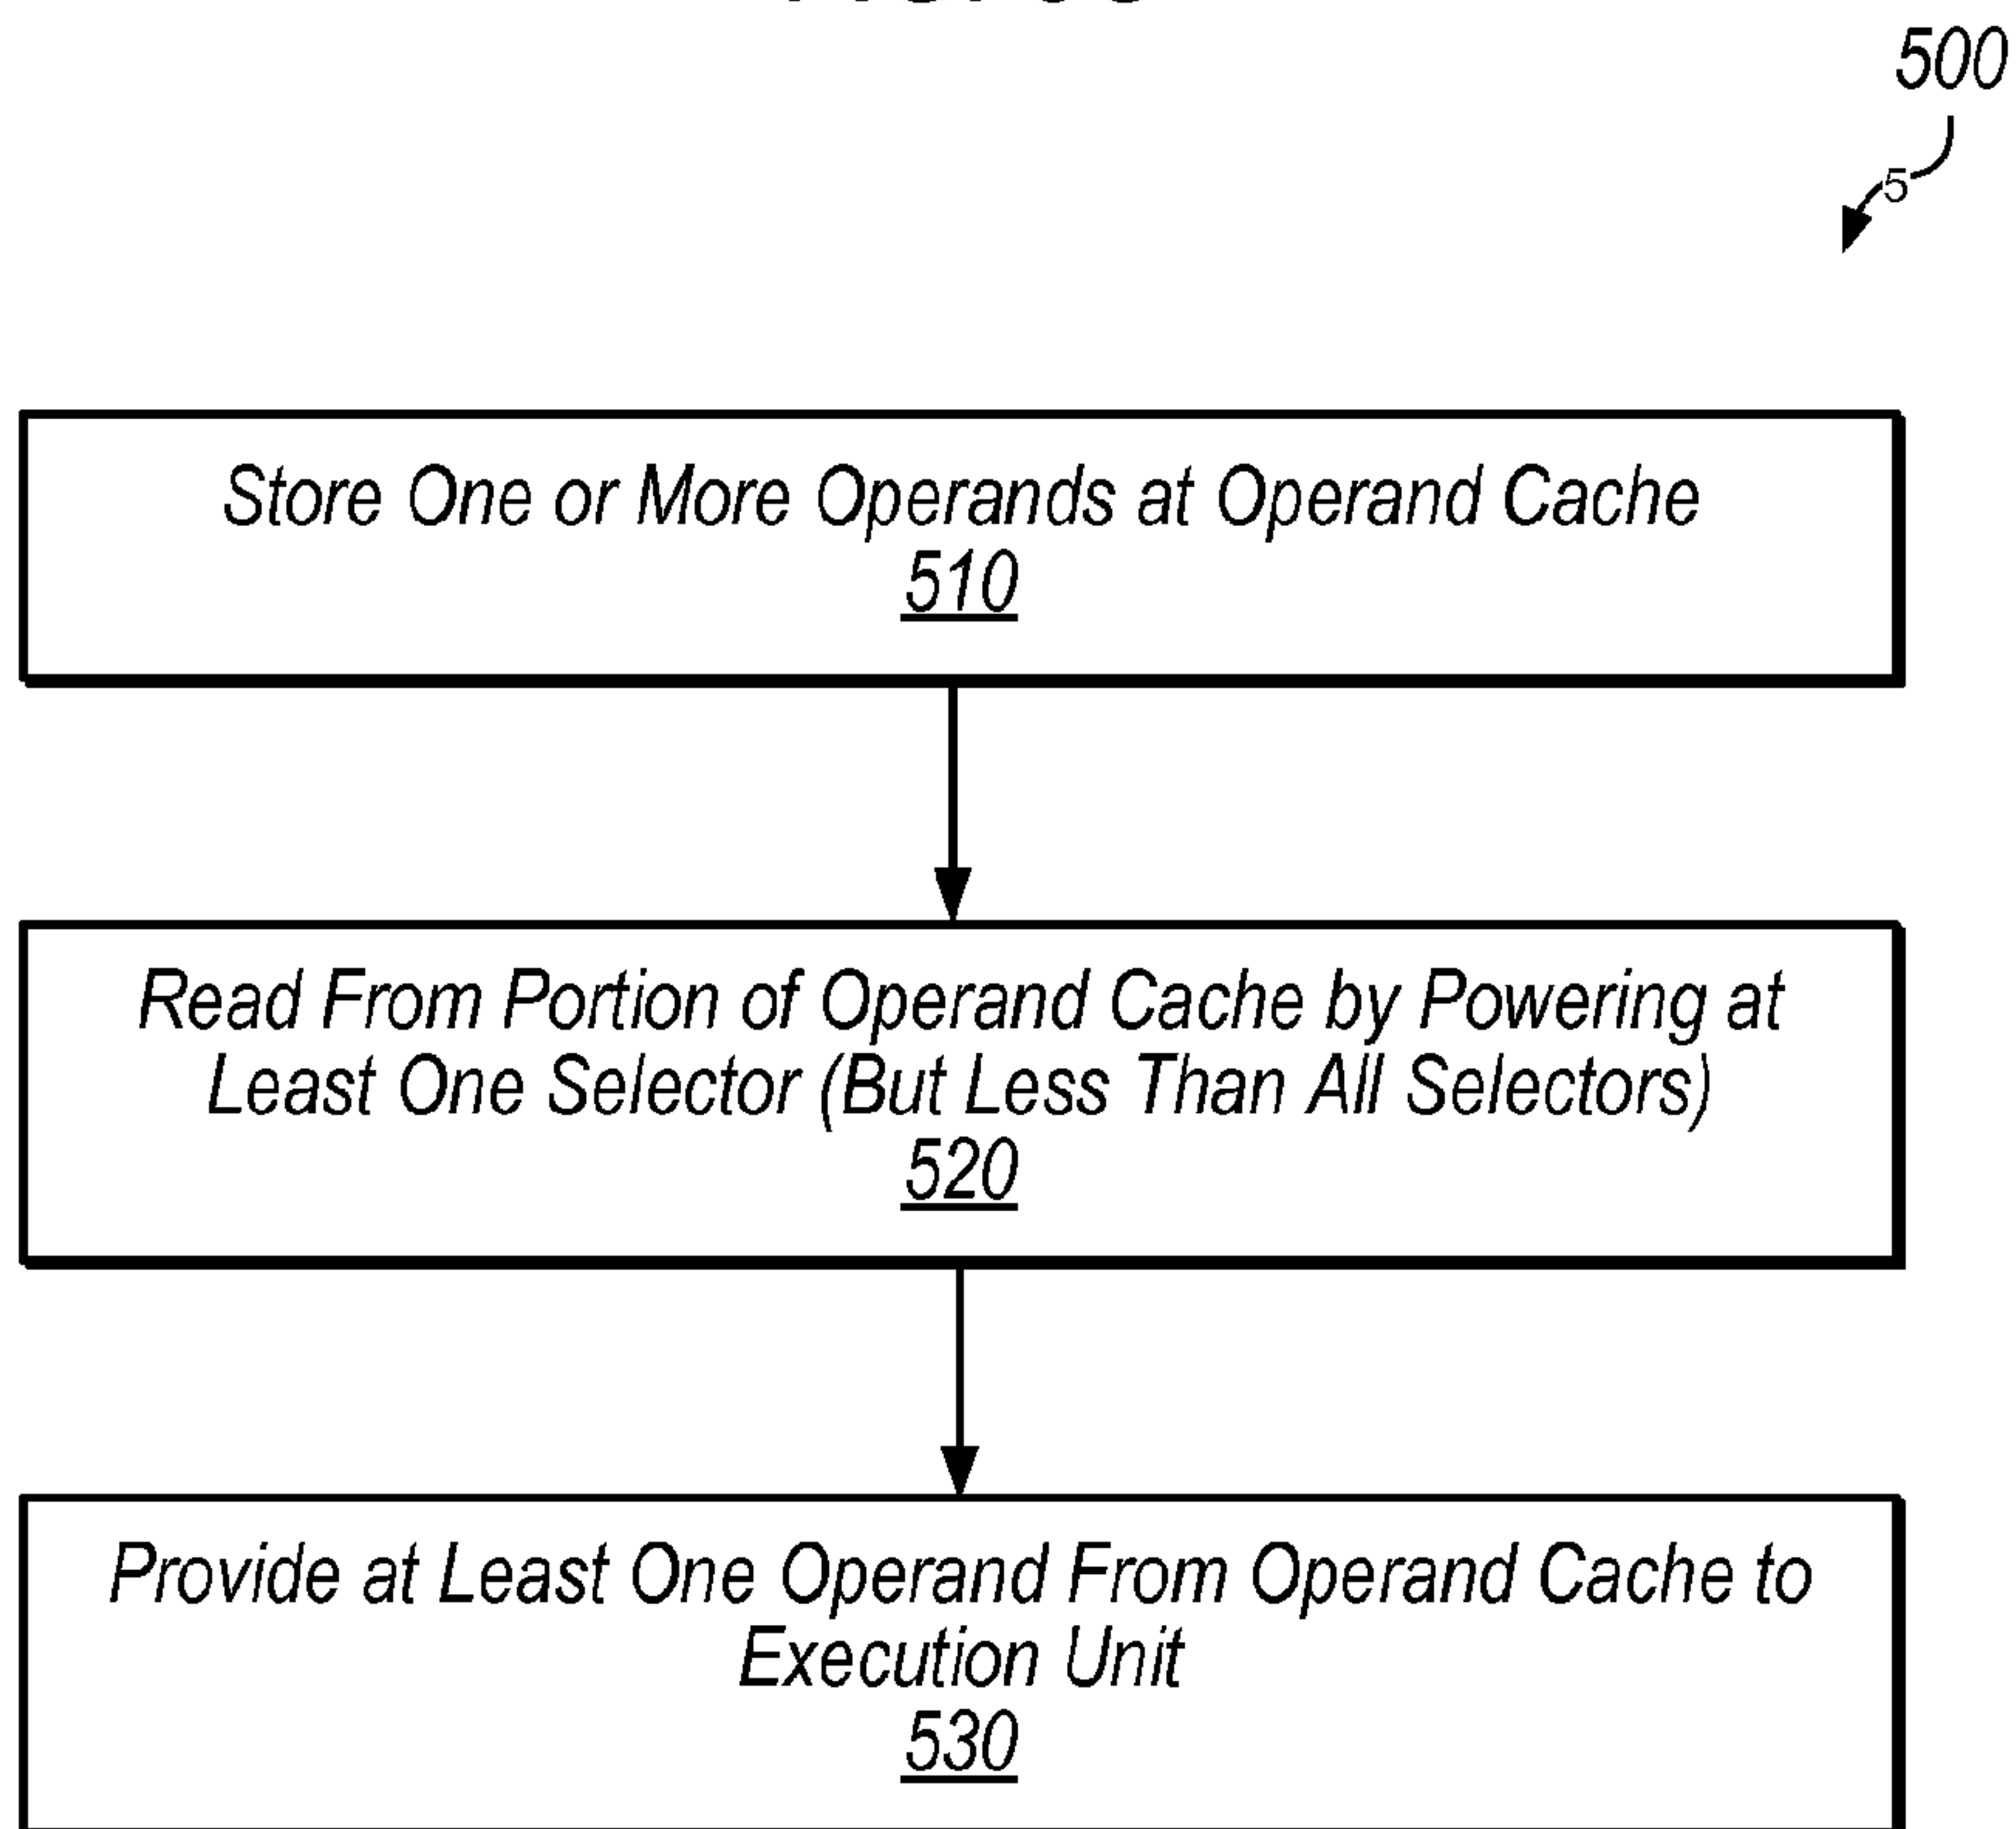 500
5
Store One or More Operands at Operand Cache
510
Read From Portion of Operand Cache by Powering at
Least One Selector (But Less Than All Selectors)
520
Provide at Least One Operand From Operand Cache to
Execution Unit
530